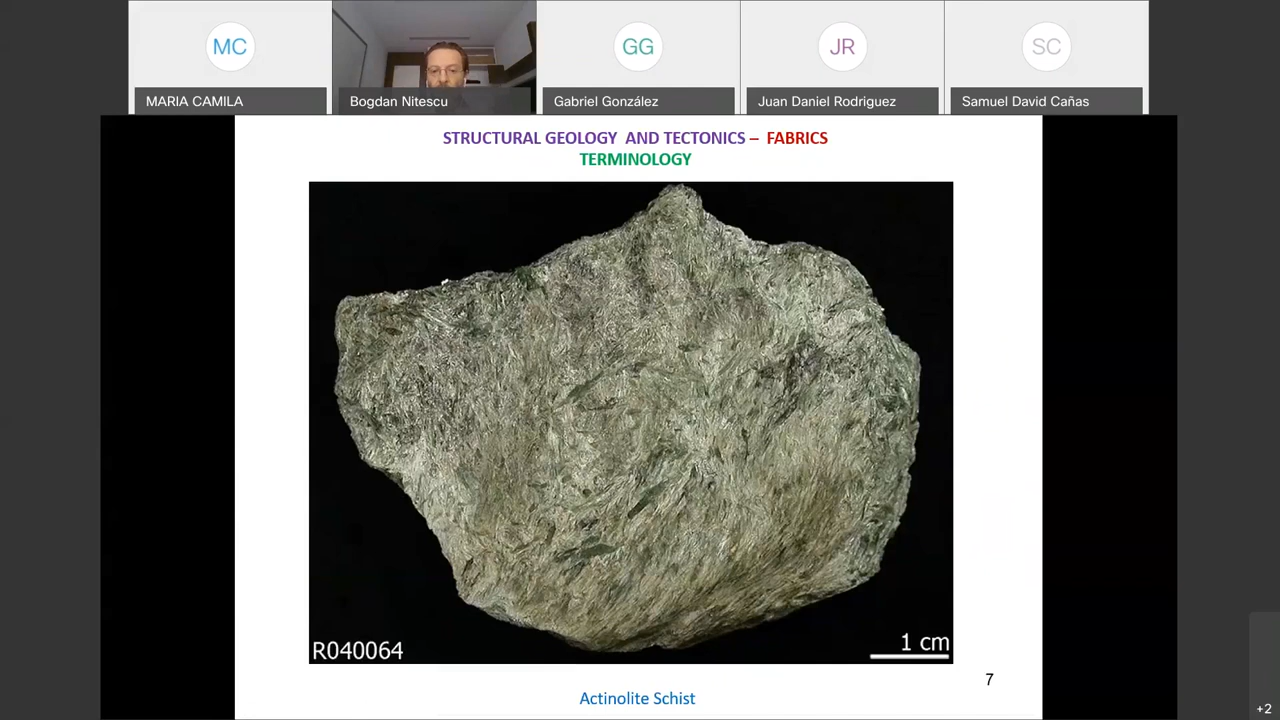 MC
GG
JR
SC
MARIA CAMILA
Bogdan Nitescu
Gabriel González
Juan Daniel Rodriguez
Samuel David Cañas
STRUCTURAL GEOLOGY AND TECTONICS – FABRICS
TERMINOLOGY
R040064
1 cm
7
Actinolite Schist
+2